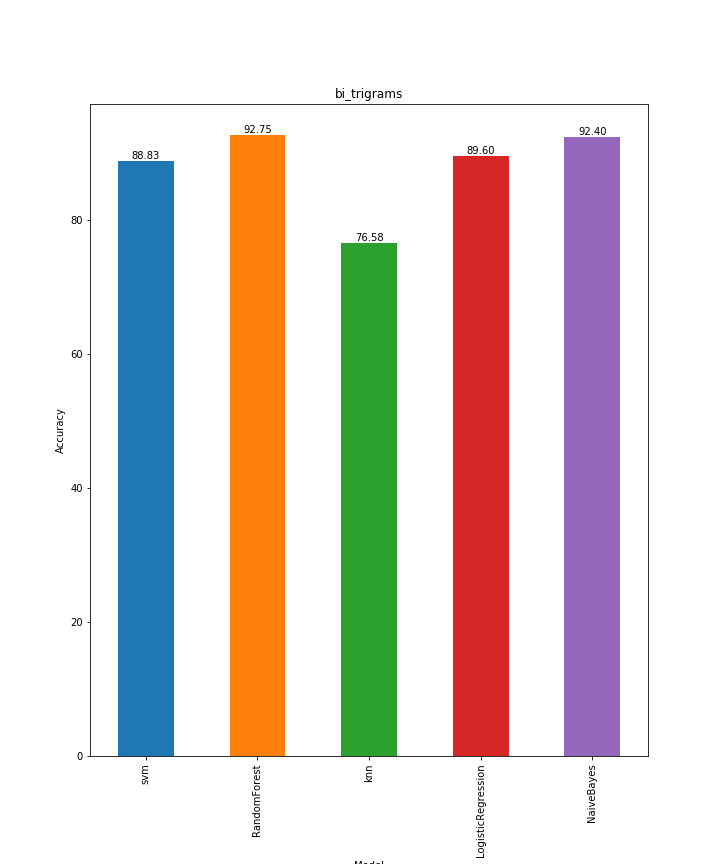 bi_trigrams
88.83
92.75
76.58
89.60
92.40
80
60
40
20
0
Accuracy
svm
RandomForest
knn
LogisticRegression
NaiveBayes
Model